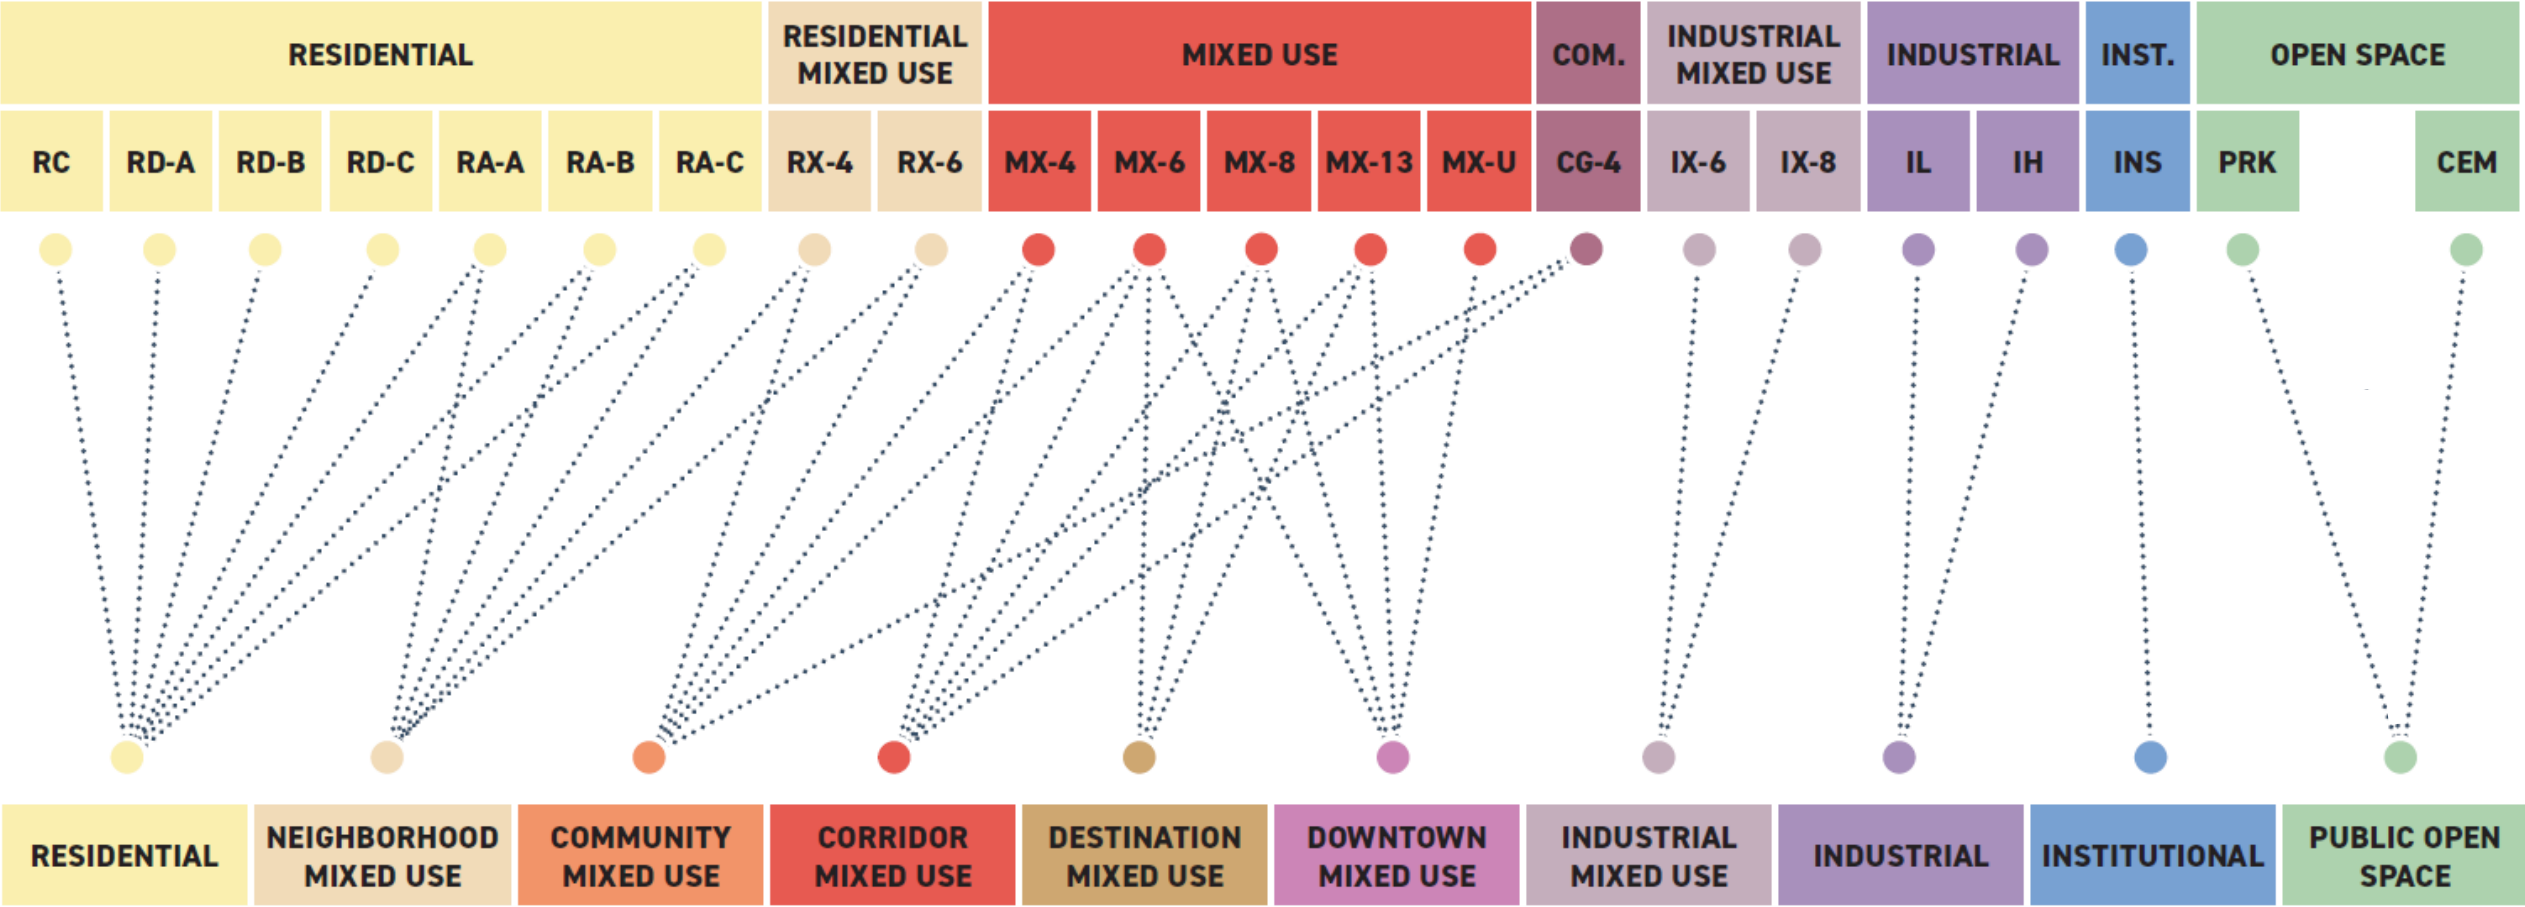 RESIDENTIAL
RESIDENTIAL
MIXED USE
MIXED USE
COM.
INDUSTRIAL
MIXED USE
INDUSTRIAL
INST.
OPEN SPACE
RC
RD-A
RD-B
RD-C
RA-A
RA-B
RA-C
RX-4
RX-6
MX-4
MX-6
MX-8
MX-13
MX-U
CG-4
IX-6
IX-8
IL
IH
INS
PRK
CEM
RESIDENTIAL
NEIGHBORHOOD
MIXED USE
COMMUNITY
MIXED USE
CORRIDOR
MIXED USE
DESTINATION
MIXED USE
DOWNTOWN
MIXED USE
INDUSTRIAL
MIXED USE
INDUSTRIAL
INSTITUTIONAL
PUBLIC OPEN
SPACE